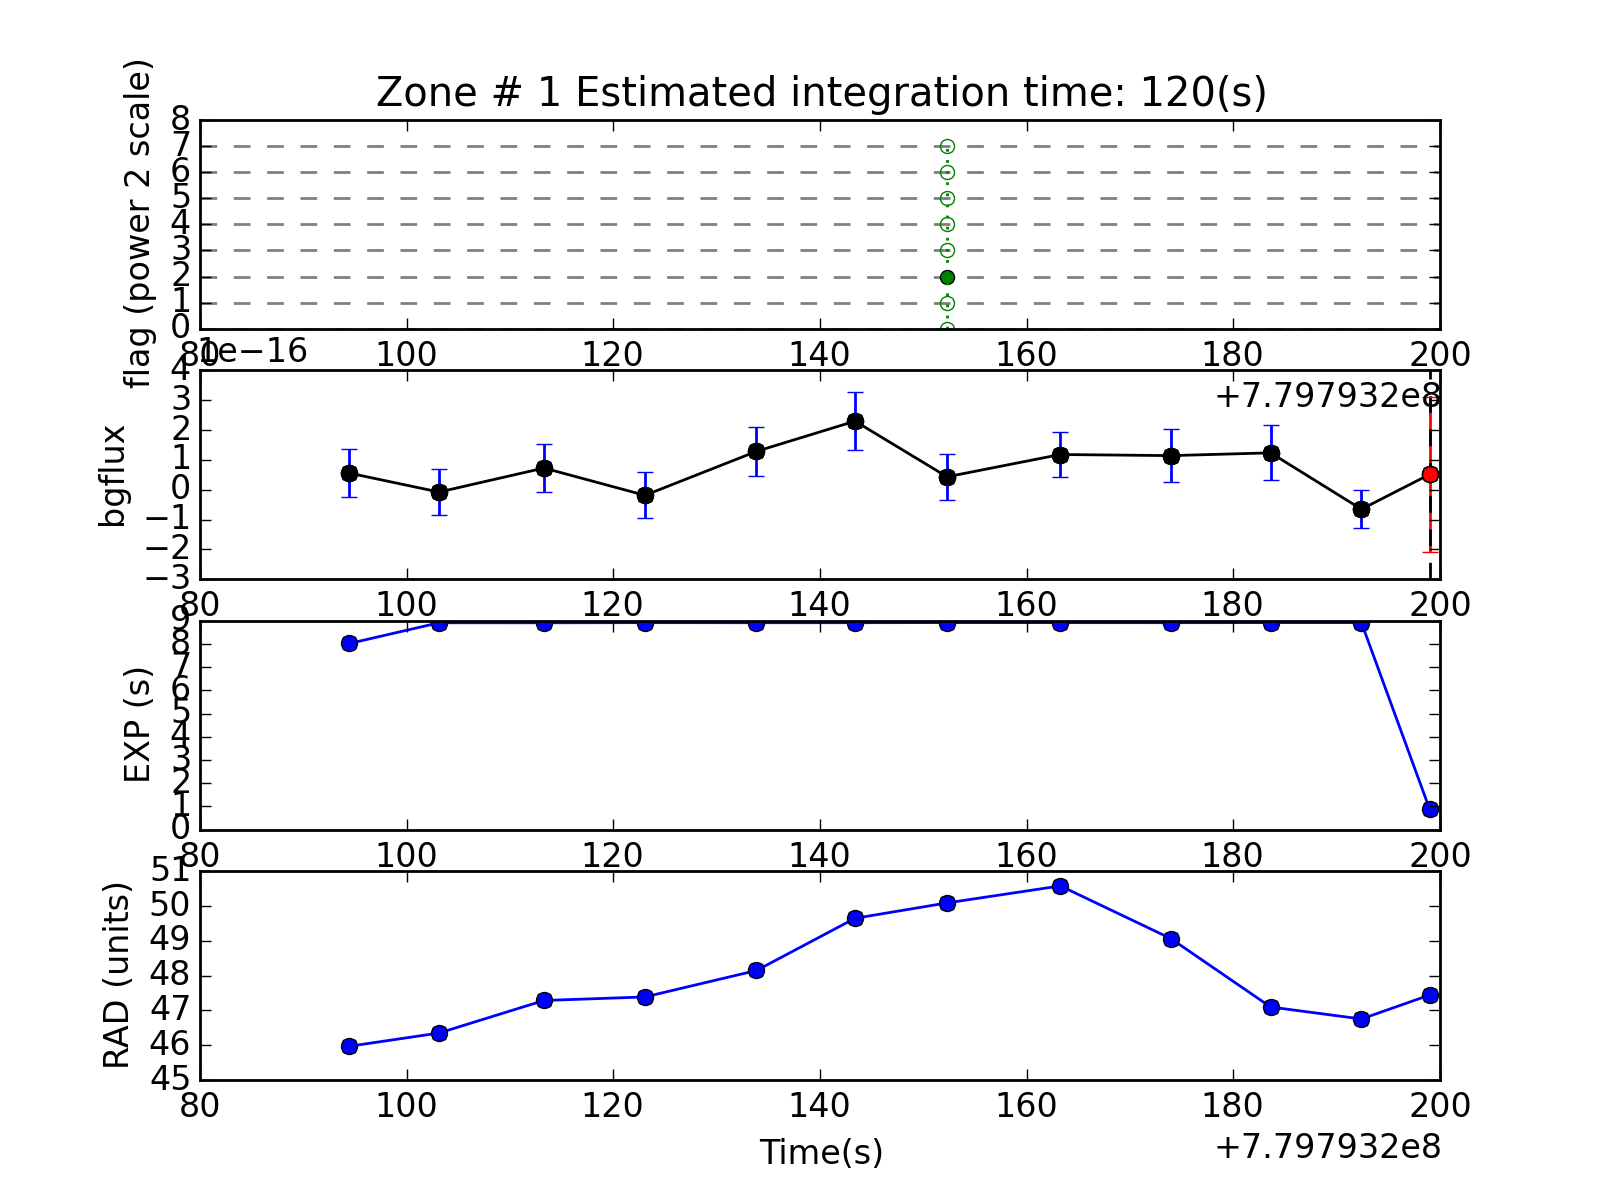 Zone # 1 Estimated integration time: 120(s)
flag (power 2 scale)
8
7
6
5
4
3
2
1
0
80 100 120 140 160 180 200
1e−16
+7.797932e8
bgflux
4
3
2
1
0
−1
−2
−3
80 100 120 140 160 180 200
EXP (s)
9
8
7
6
5
4
3
2
1
0
80 100 120 140 160 180 200
RAD (units)
51
50
49
48
47
46
45
80 100 120 140 160 180 200
Time(s)
+7.797932e8